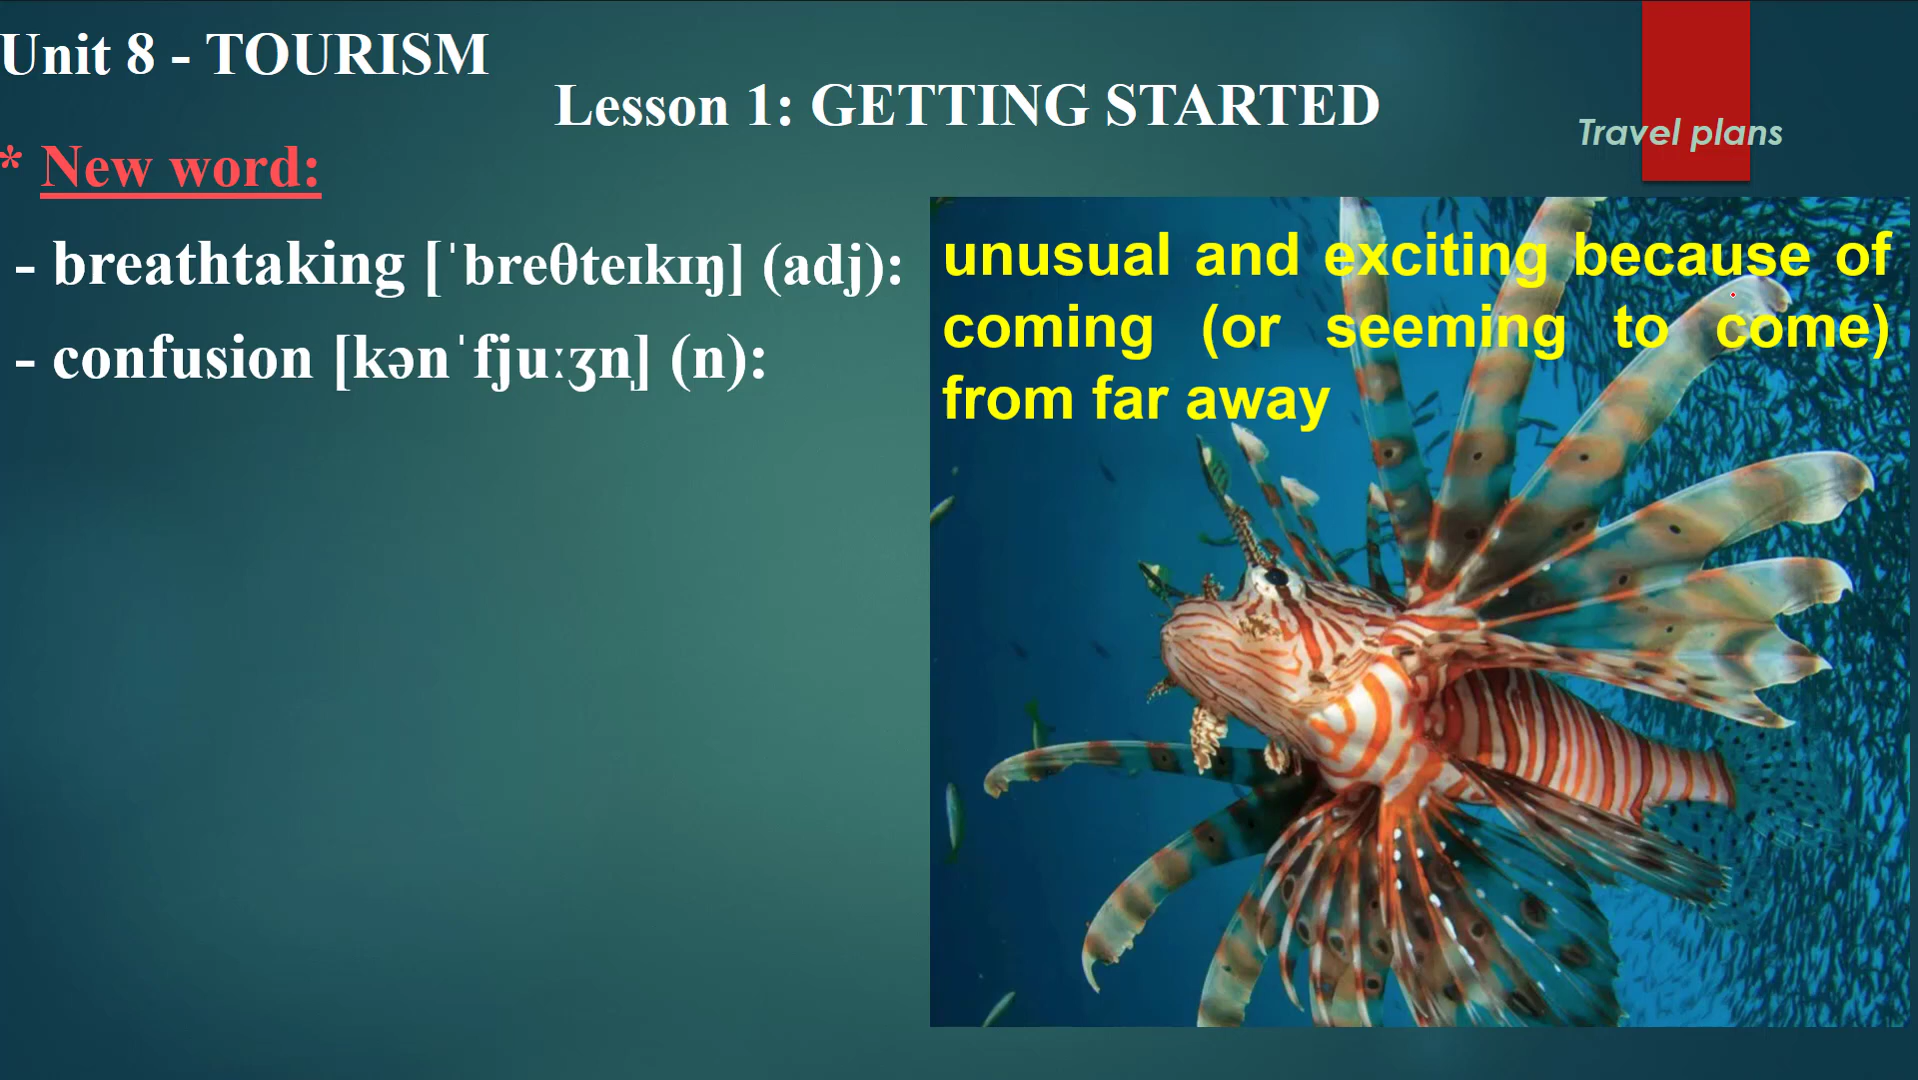 Unit 8 - TOURISM
Lesson 1: GETTING STARTED
Travel plans
* New word:
- breathtaking [ˈbreθteɪkɪŋ] (adj):
- confusion [kənˈfjuːʒn̩] (n):
unusual and exciting because of
coming (or seeming to come)
from far away